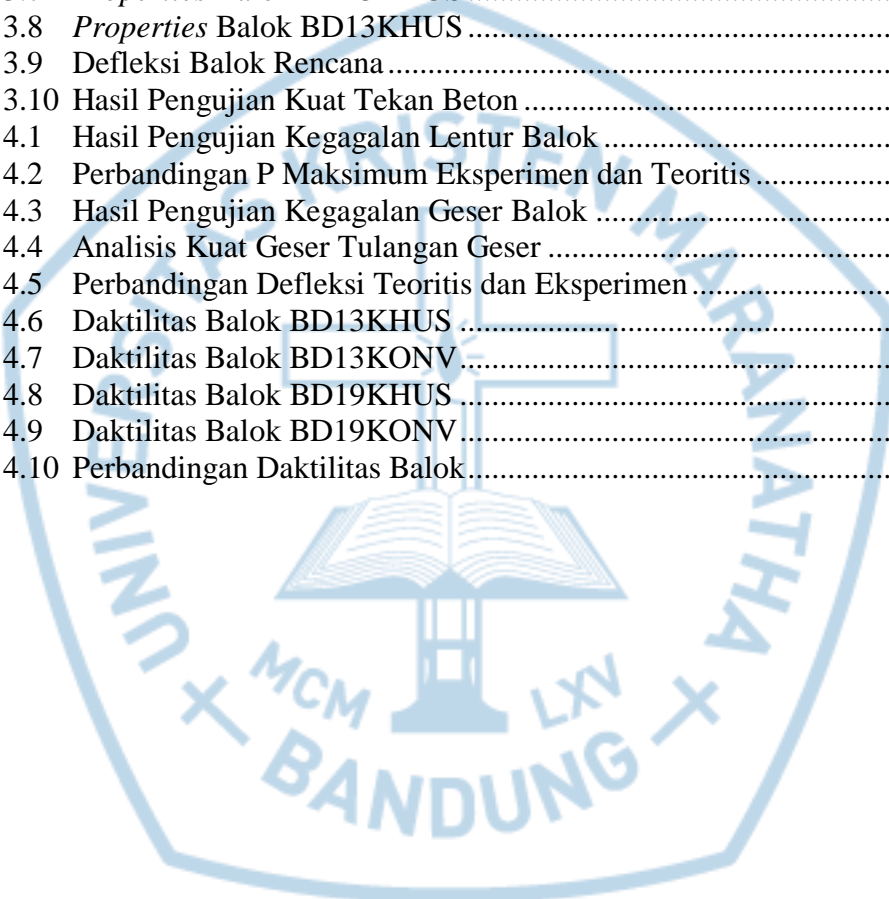 3.8 Properties Balok BD13KHUS
3.9 Defleksi Balok Rencana
3.10 Hasil Pengujian Kuat Tekan Beton
4.1 Hasil Pengujian Kegagalan Lentur Balok
4.2 Perbandingan P Maksimum Eksperimen dan Teoritis
4.3 Hasil Pengujian Kegagalan Geser Balok
4.4 Analisis Kuat Geser Tulangan Geser
4.5 Perbandingan Defleksi Teoritis dan Eksperimen
4.6 Daktilitas Balok BD13KHUS
4.7 Daktilitas Balok BD13KONV
4.8 Daktilitas Balok BD19KHUS
4.9 Daktilitas Balok BD19KONV
4.10 Perbandingan Daktilitas Balok
UNIVERSITAS KRISTEN MARANATHA
MCM LXV
BANDUNG